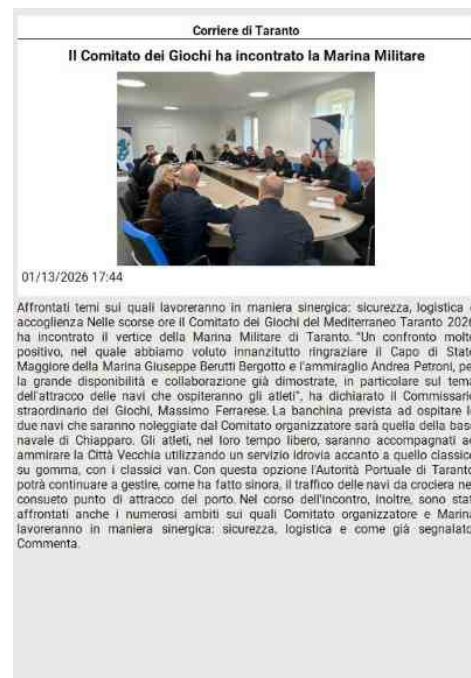 Corriere di Taranto
Il Comitato dei Giochi ha incontrato la Marina Militare
01/13/2026 17:44
Affrontati temi sui quali lavoreranno in maniera sinergica: sicurezza, logistica
accoglienza Nelle scorse ore il Comitato dei Giochi del Mediterraneo Taranto 2026
ha incontrato il vertice della Marina Militare di Taranto. "Un confronto molto
positivo, nel quale abbiamo voluto innanzitutto ringraziare il Capo di Stato
Maggiore della Marina Giuseppe Berutti Bergotto e l'ammiraglio Andrea Petroni, pe
la grande disponibilità e collaborazione già dimostrate, in particolare sul tema
dell'attracco delle navi che ospiteranno gli atleti", ha dichiarato il Commissario
straordinario dei Giochi, Massimo Ferrarese. La banchina prevista ad ospitare l
due navi che saranno noleggiate dal Comitato organizzatore sarà quella della base
navale di Chiapparo. Gli atleti, nel loro tempo libero, saranno accompagnati a
ammirare la Città Vecchia utilizzando un servizio idrovia accanto a quello classico
su gomma, con i classici van. Con questa opzione l'Autorità Portuale di Taranto
potrà continuare a gestire, come ha fatto sinora, il traffico delle navi da crociera ne
consueto punto di attracco del porto. Nel corso dell'incontro, inoltre, sono stat
affrontati anche i numerosi ambiti sui quali Comitato organizzatore e Marina
lavoreranno in maniera sinergica: sicurezza, logistica e come già segnalato
Commenta.